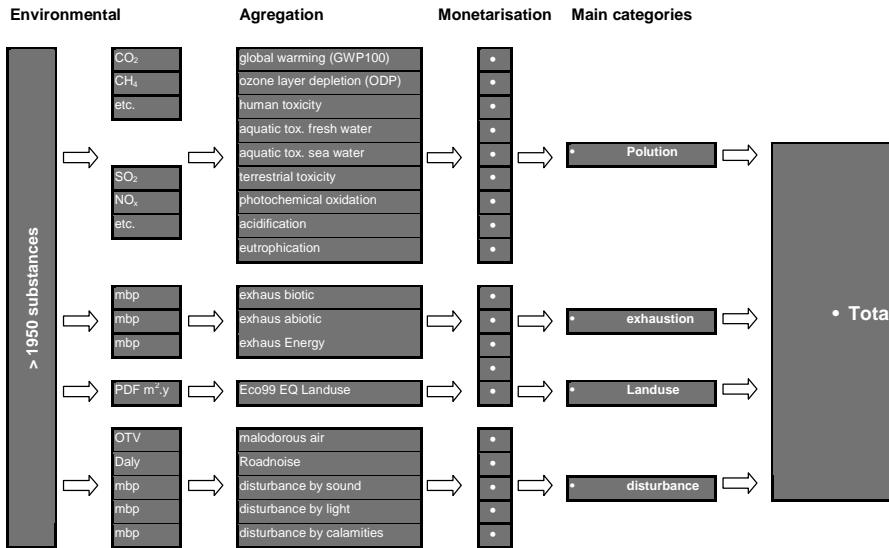 Environmental Agregation Monetarisation Main categories
> 1950 substances
CO₂ global warming (GWP100) •
CH₄ ozone layer depletion (ODP) •
etc. human toxicity •
aquatic tox. fresh water •
aquatic tox. sea water • • Polution
SO₂ terrestrial toxicity •
NOₓ photochemical oxidation •
etc. acidification •
eutrophication •
mbp exhaus biotic •
mbp exhaus abiotic • • exhaustion • Tota
mbp exhaus Energy •
•
PDF m².y Eco99 EQ Landuse • • Landuse
OTV malodorous air •
Daly Roadnoise •
mbp disturbance by sound • • disturbance
mbp disturbance by light •
mbp disturbance by calamities •